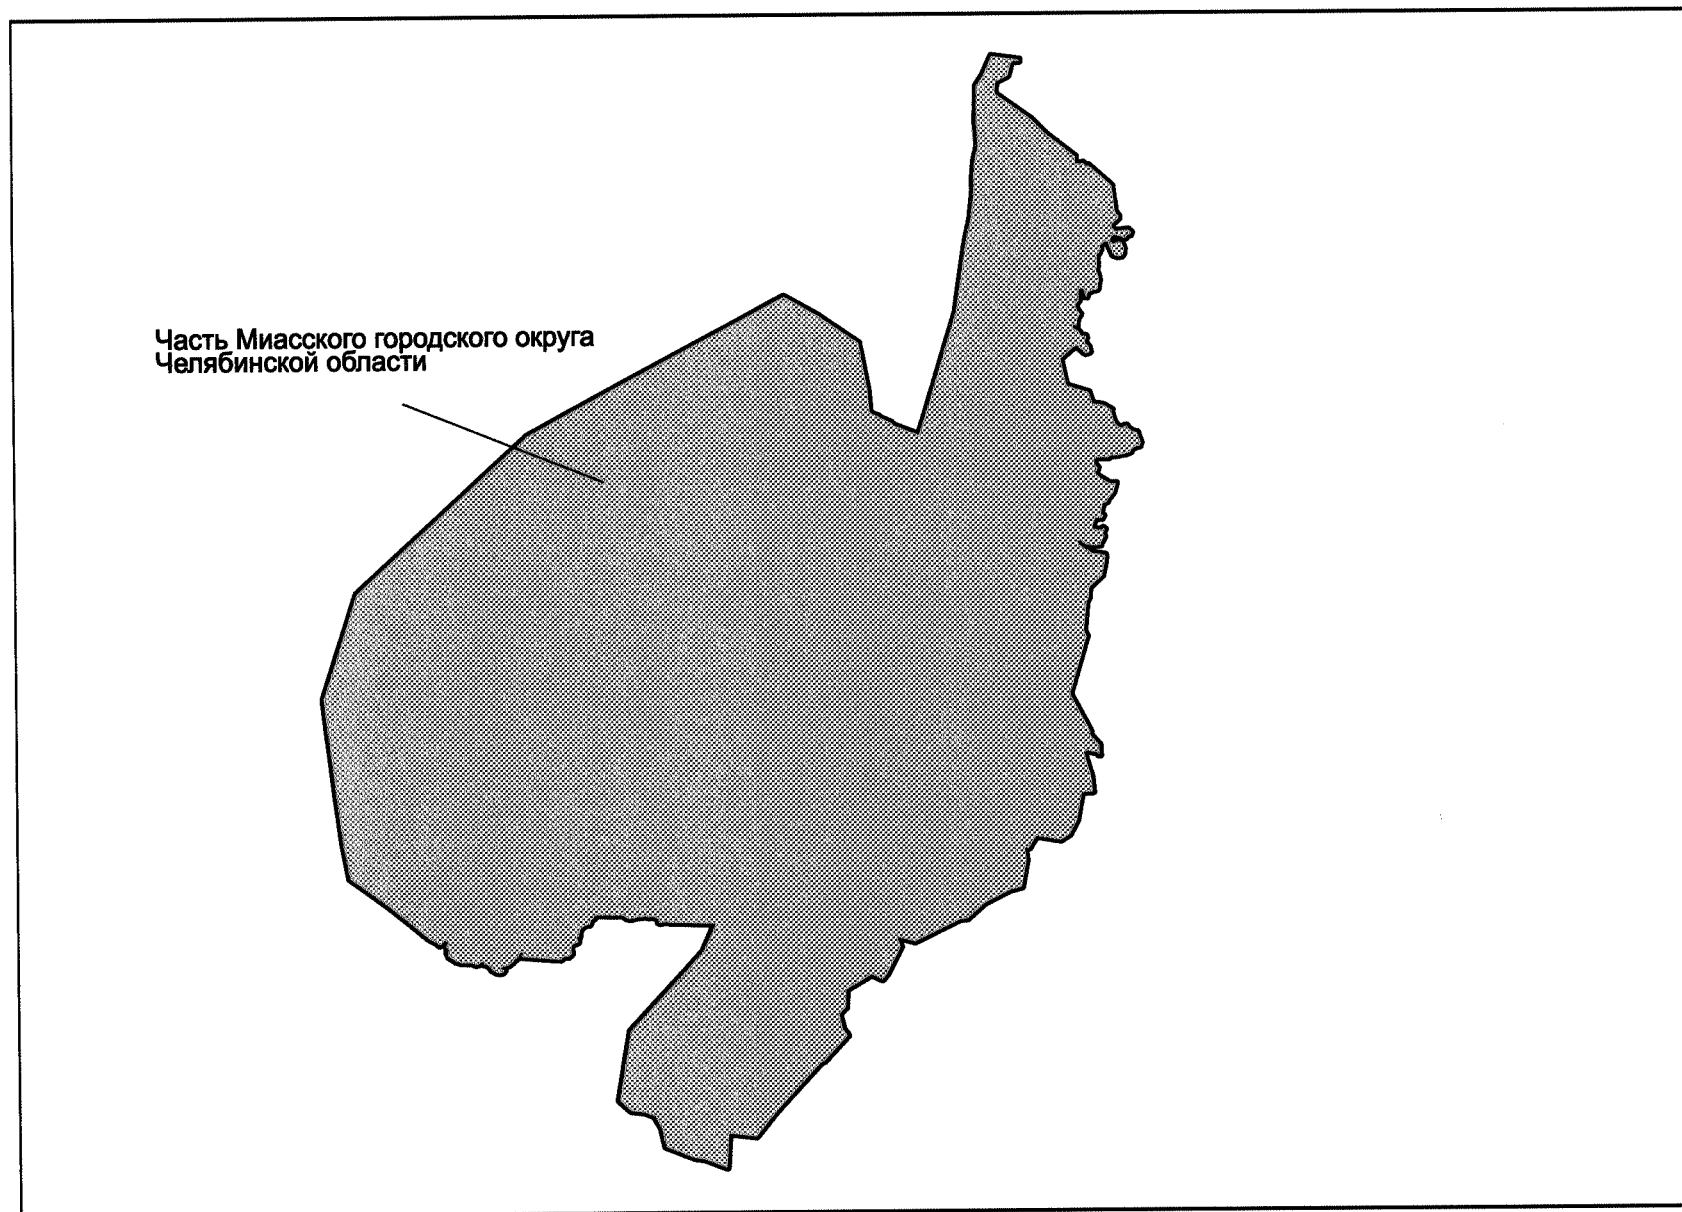 Часть Миасского городского округа
Челябинской области